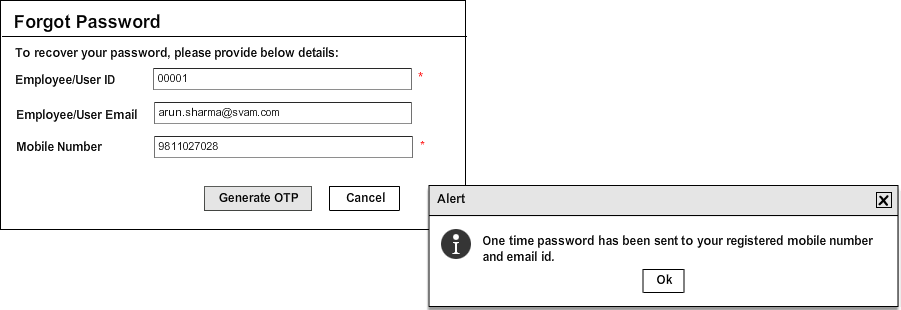 Forgot Password
To recover your password, please provide below details:
Employee/User ID 00001 *
Employee/User Email arun.sharma@svam.com
Mobile Number 9811027028 *
Generate OTP Cancel
Alert
One time password has been sent to your registered mobile number
and email id.
Ok